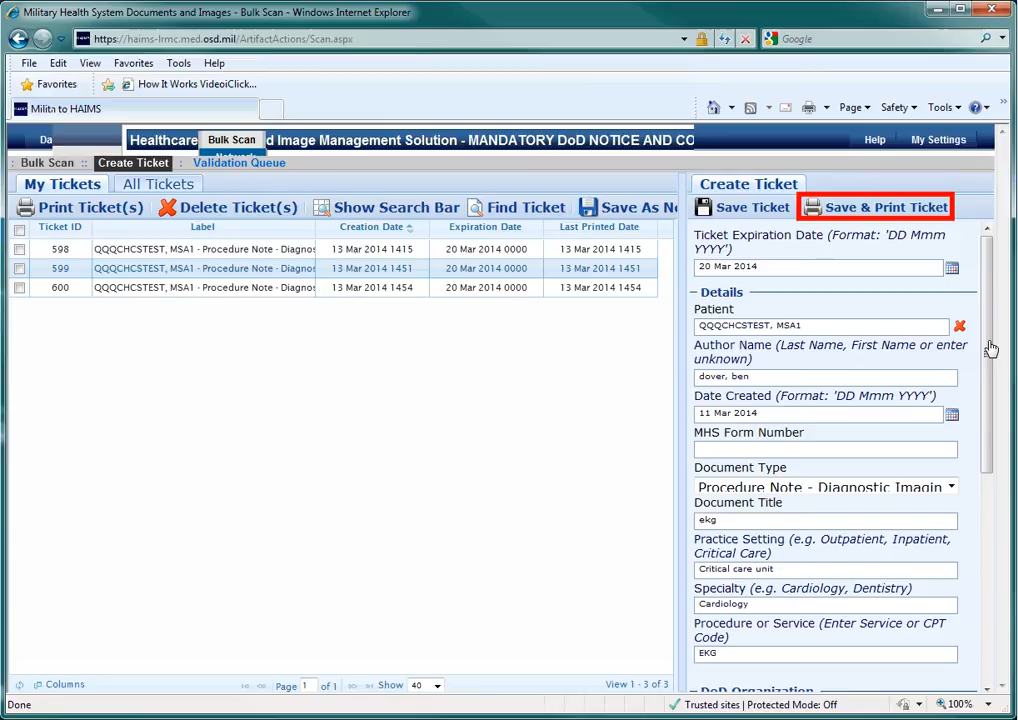 Military Health System Documents and Images - Bulk Scan - Windows Internet Explorer
https://haims-lrmc.med.osd.mil/ArtifactActions/Scan.aspx
Google
File Edit View Favorites Tools Help
Favorites How It Works VideoiClick...
Milita to HAIMS
Page Safety Tools
Da Healthcare Bulk Scan d Image Management Solution - MANDATORY DoD NOTICE AND CO Help My Settings
: Bulk Scan :: Create Ticket : Validation Queue
My Tickets All Tickets
Print Ticket(s) Delete Ticket(s) Show Search Bar Find Ticket Save As Ne
Ticket ID Label Creation Date Expiration Date Last Printed Date
598 QQQCHCSTEST, MSA1 - Procedure Note - Diagnos 13 Mar 2014 1415 20 Mar 2014 0000 13 Mar 2014 1415
599 QQQCHCSTEST, MSA1 - Procedure Note - Diagnos 13 Mar 2014 1451 20 Mar 2014 0000 13 Mar 2014 1451
600 QQQCHCSTEST, MSA1 - Procedure Note - Diagnos 13 Mar 2014 1454 20 Mar 2014 0000 13 Mar 2014 1454
Create Ticket
Save Ticket Save & Print Ticket
Ticket Expiration Date (Format: 'DD Mmm
YYYY')
20 Mar 2014
Details
Patient
QQQCHCSTEST, MSA1
Author Name (Last Name, First Name or enter
unknown)
dover, ben
Date Created (Format: 'DD Mmm YYYY')
11 Mar 2014
MHS Form Number
Document Type
Procedure Note - Diagnostic Imagin
Document Title
ekg
Practice Setting (e.g. Outpatient, Inpatient,
Critical Care)
Critical care unit
Specialty (e.g. Cardiology, Dentistry)
Cardiology
Procedure or Service (Enter Service or CPT
Code)
EKG
DoD Organization
Columns Page 1 of 1 Show 40 View 1 - 3 of 3
Done Trusted sites | Protected Mode: Off 100%